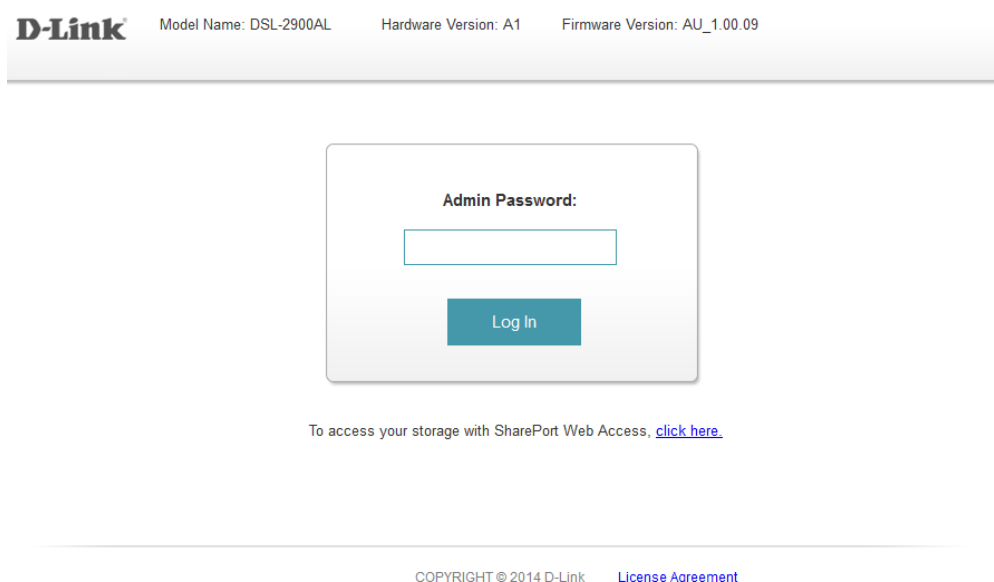 D-Link Model Name: DSL-2900AL Hardware Version: A1 Firmware Version: AU_1.00.09
Admin Password:
Log In
To access your storage with SharePort Web Access, click here.
COPYRIGHT © 2014 D-Link License Agreement